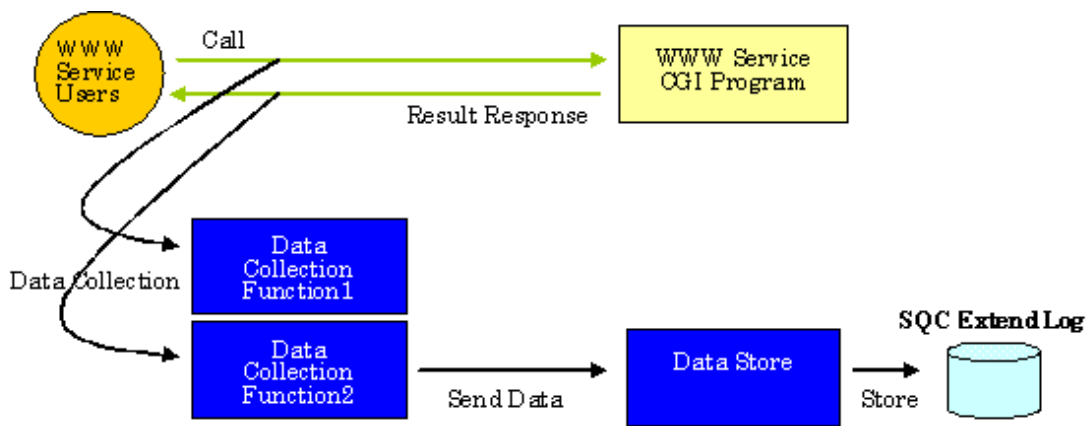 Call
WWW
Service
Users
WWW Service
CGI Program
Result Response
Data
Collection
Function1
Data Collection
Data
Collection
Function2
Send Data
Data Store
Store
SQC Extend Log